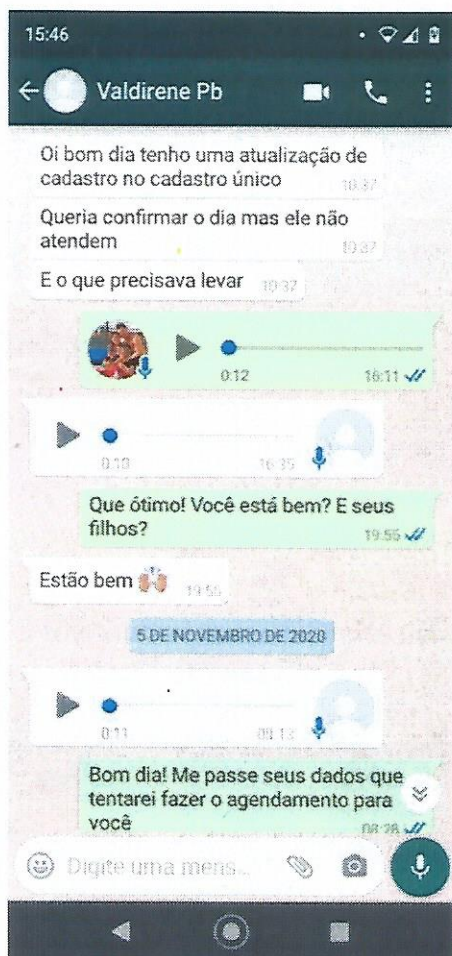 15:46
Valdirene Pb
Oi bom dia tenho uma atualização de
cadastro no cadastro único
10:37
Queria confirmar o dia mas ele não
atendem
10:37
E o que precisava levar 10:37
0:12 16:11
0:10 16:35
Que ótimo! Você está bem? E seus
filhos?
19:55
Estão bem 🙌 19:55
5 DE NOVEMBRO DE 2020
0:11 08:13
Bom dia! Me passe seus dados que
tentarei fazer o agendamento para
você
08:28
Digite uma mens...